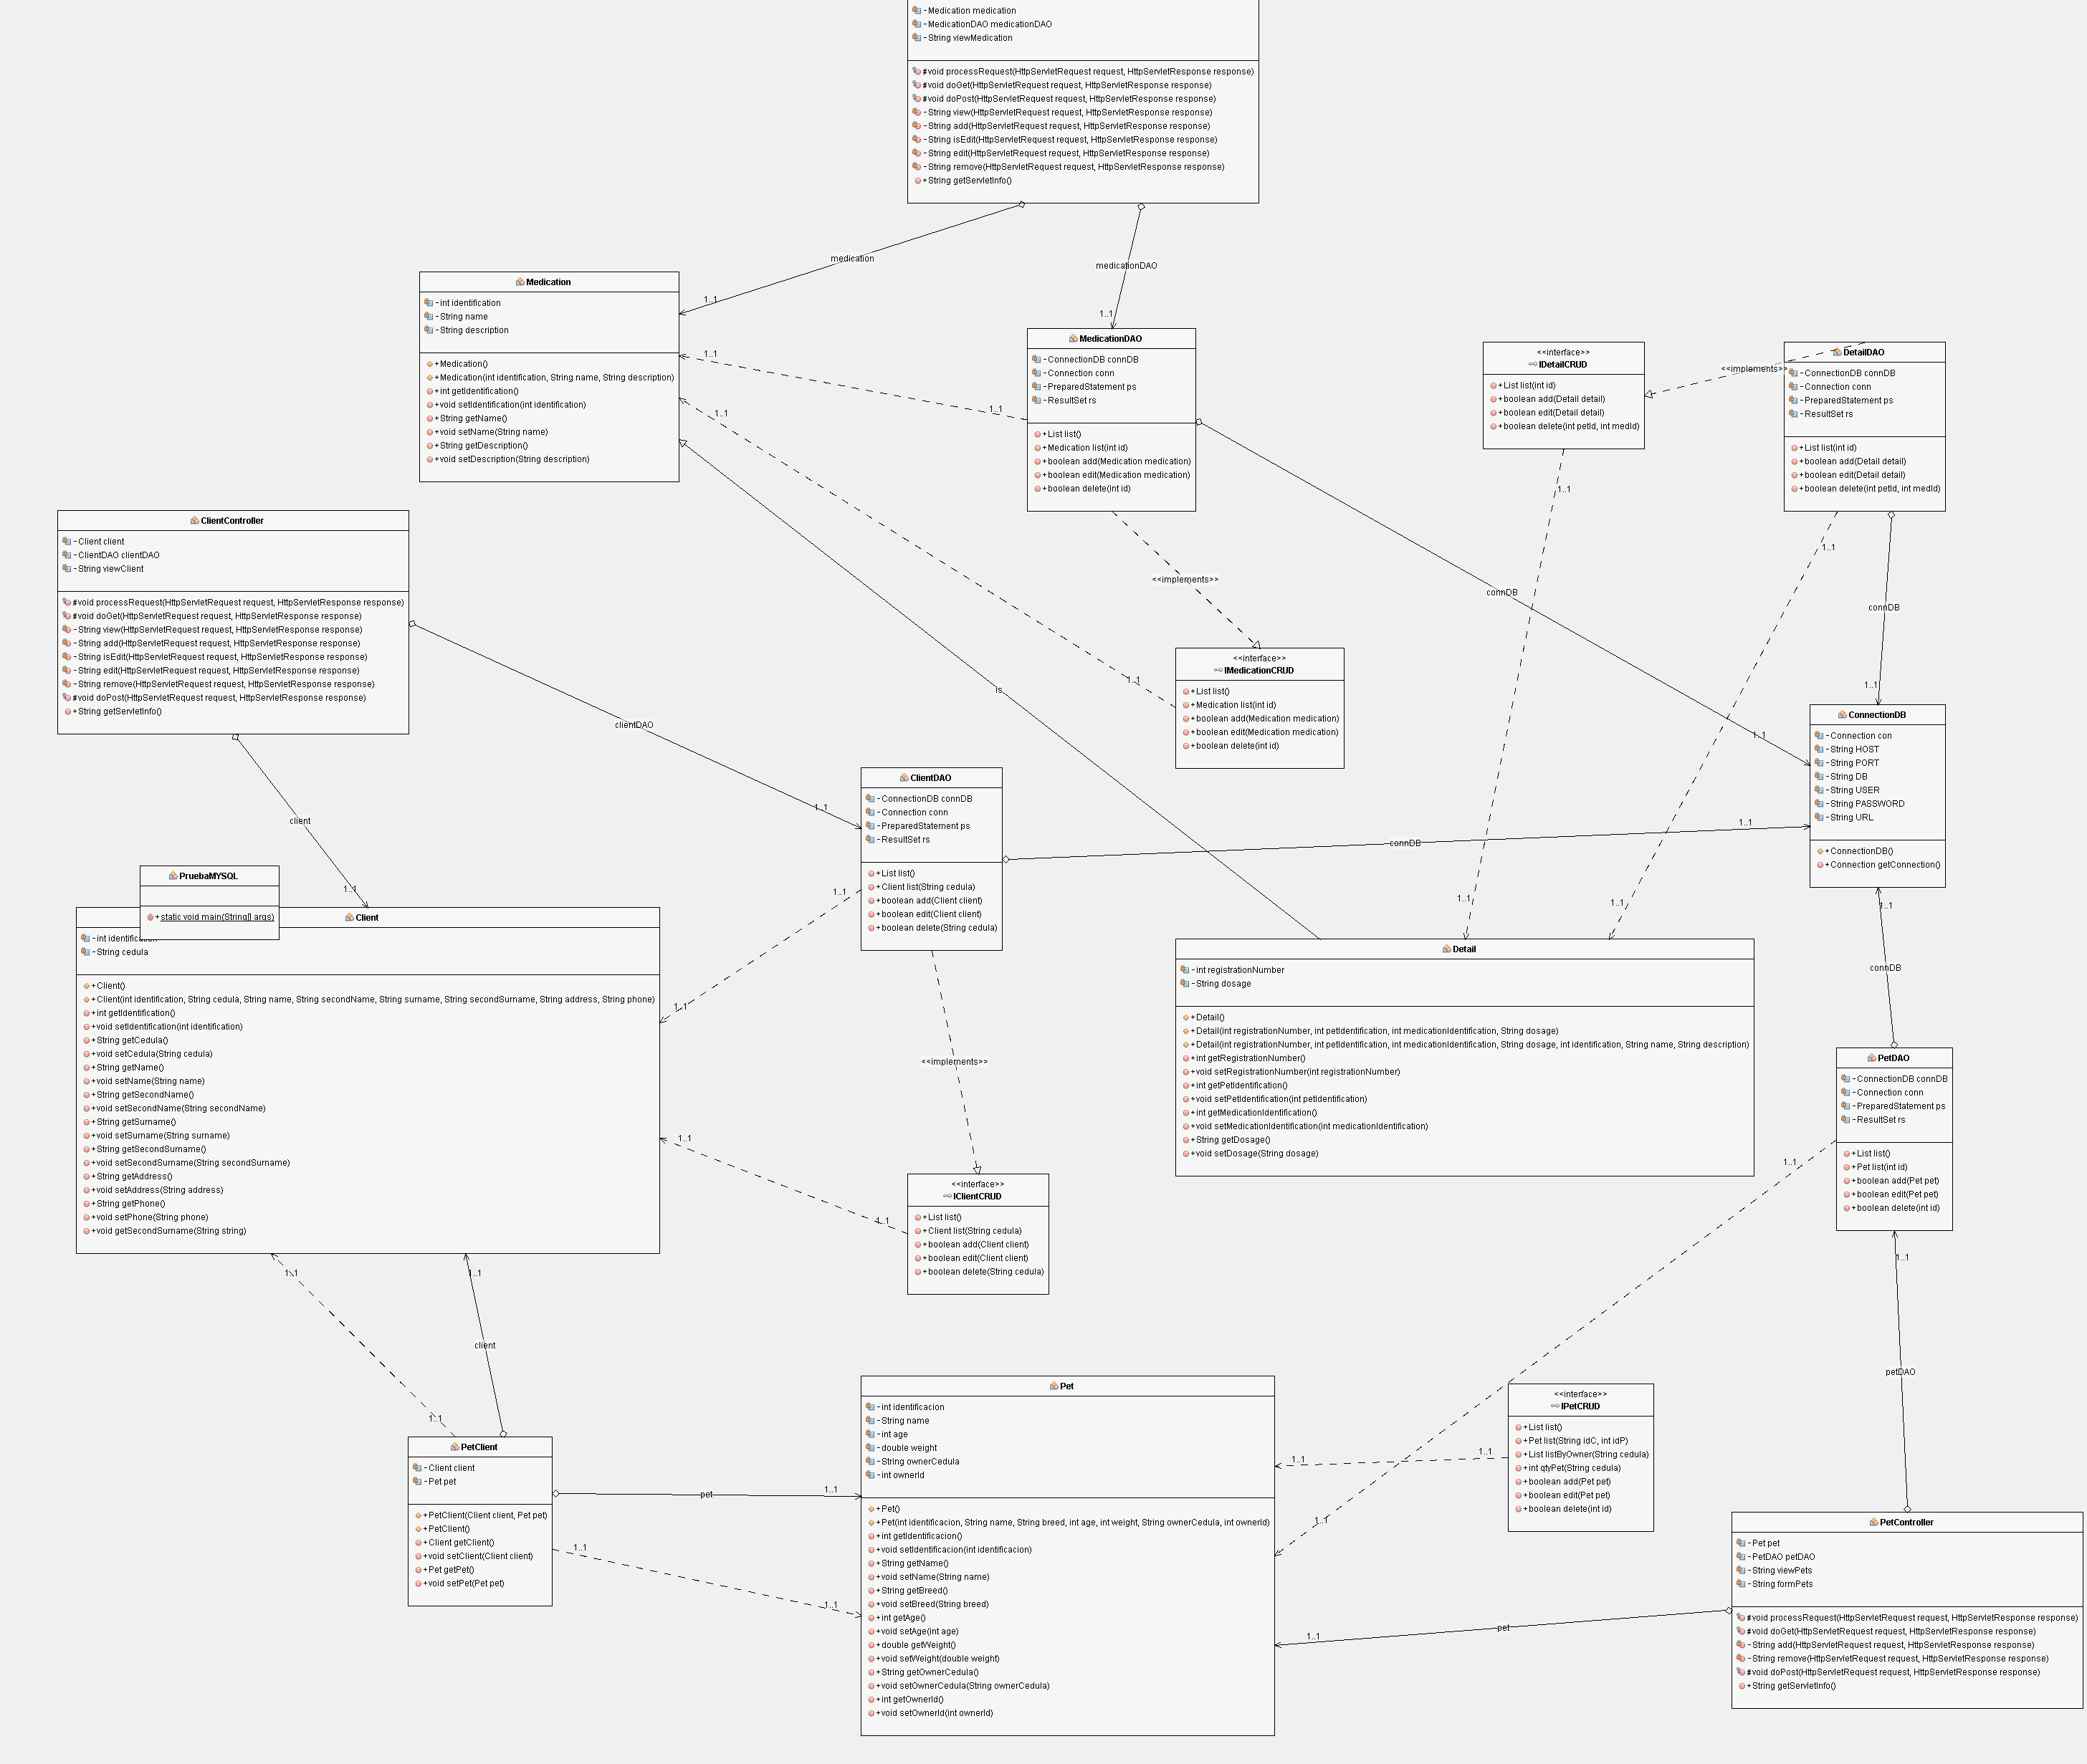 -Medication medication
-MedicationDAO medicationDAO
-String viewMedication
#void processRequest(HttpServletRequest request, HttpServletResponse response)
#void doGet(HttpServletRequest request, HttpServletResponse response)
#void doPost(HttpServletRequest request, HttpServletResponse response)
-String view(HttpServletRequest request, HttpServletResponse response)
-String add(HttpServletRequest request, HttpServletResponse response)
-String isEdit(HttpServletRequest request, HttpServletResponse response)
-String edit(HttpServletRequest request, HttpServletResponse response)
-String remove(HttpServletRequest request, HttpServletResponse response)
+String getServletInfo()
medication
1..1
medicationDAO
1..1
Medication
-int identification
-String name
-String description
+Medication()
+Medication(int identification, String name, String description)
+int getIdentification()
+void setIdentification(int identification)
+String getName()
+void setName(String name)
+String getDescription()
+void setDescription(String description)
1..1
1..1
1..1
MedicationDAO
-ConnectionDB connDB
-Connection conn
-PreparedStatement ps
-ResultSet rs
+List list()
+Medication list(int id)
+boolean add(Medication medication)
+boolean edit(Medication medication)
+boolean delete(int id)
<<interface>>
IDetailCRUD
+List list(int id)
+boolean add(Detail detail)
+boolean edit(Detail detail)
+boolean delete(int petId, int medId)
<<implements>>
DetailDAO
-ConnectionDB connDB
-Connection conn
-PreparedStatement ps
-ResultSet rs
+List list(int id)
+boolean add(Detail detail)
+boolean edit(Detail detail)
+boolean delete(int petId, int medId)
1..1
1..1
<<implements>>
connDB
connDB
1..1
1..1
ClientController
-Client client
-ClientDAO clientDAO
-String viewClient
#void processRequest(HttpServletRequest request, HttpServletResponse response)
#void doGet(HttpServletRequest request, HttpServletResponse response)
-String view(HttpServletRequest request, HttpServletResponse response)
-String add(HttpServletRequest request, HttpServletResponse response)
-String isEdit(HttpServletRequest request, HttpServletResponse response)
-String edit(HttpServletRequest request, HttpServletResponse response)
-String remove(HttpServletRequest request, HttpServletResponse response)
#void doPost(HttpServletRequest request, HttpServletResponse response)
+String getServletInfo()
<<interface>>
IMedicationCRUD
+List list()
+Medication list(int id)
+boolean add(Medication medication)
+boolean edit(Medication medication)
+boolean delete(int id)
1..1
is
clientDAO
1..1
client
1..1
ConnectionDB
-Connection con
-String HOST
-String PORT
-String DB
-String USER
-String PASSWORD
-String URL
+ConnectionDB()
+Connection getConnection()
ClientDAO
-ConnectionDB connDB
-Connection conn
-PreparedStatement ps
-ResultSet rs
+List list()
+Client list(String cedula)
+boolean add(Client client)
+boolean edit(Client client)
+boolean delete(String cedula)
connDB
1..1
1..1
1..1
1..1
1..1
1..1
PruebaMYSQL
+static void main(String[] args)
Client
-int identification
-String cedula
+Client()
+Client(int identification, String cedula, String name, String secondName, String surname, String secondSurname, String address, String phone)
+int getIdentification()
+void setIdentification(int identification)
+String getCedula()
+void setCedula(String cedula)
+String getName()
+void setName(String name)
+String getSecondName()
+void setSecondName(String secondName)
+String getSurname()
+void setSurname(String surname)
+String getSecondSurname()
+void setSecondSurname(String secondSurname)
+String getAddress()
+void setAddress(String address)
+String getPhone()
+void setPhone(String phone)
+void getSecondSurname(String string)
Detail
-int registrationNumber
-String dosage
+Detail()
+Detail(int registrationNumber, int petIdentification, int medicationIdentification, String dosage)
+Detail(int registrationNumber, int petIdentification, int medicationIdentification, String dosage, int identification, String name, String description)
+int getRegistrationNumber()
+void setRegistrationNumber(int registrationNumber)
+int getPetIdentification()
+void setPetIdentification(int petIdentification)
+int getMedicationIdentification()
+void setMedicationIdentification(int medicationIdentification)
+String getDosage()
+void setDosage(String dosage)
connDB
<<implements>>
PetDAO
-ConnectionDB connDB
-Connection conn
-PreparedStatement ps
-ResultSet rs
+List list()
+Pet list(int id)
+boolean add(Pet pet)
+boolean edit(Pet pet)
+boolean delete(int id)
1..1
1..1
1..1
<<interface>>
IClientCRUD
+List list()
+Client list(String cedula)
+boolean add(Client client)
+boolean edit(Client client)
+boolean delete(String cedula)
1..1
1..1
1..1
client
petDAO
1..1
PetClient
-Client client
-Pet pet
+PetClient(Client client, Pet pet)
+PetClient()
+Client getClient()
+void setClient(Client client)
+Pet getPet()
+void setPet(Pet pet)
pet
1..1
1..1
1..1
Pet
-int identificacion
-String name
-int age
-double weight
-String ownerCedula
-int ownerId
+Pet()
+Pet(int identificacion, String name, String breed, int age, int weight, String ownerCedula, int ownerId)
+int getIdentificacion()
+void setIdentificacion(int identificacion)
+String getName()
+void setName(String name)
+String getBreed()
+void setBreed(String breed)
+int getAge()
+void setAge(int age)
+double getWeight()
+void setWeight(double weight)
+String getOwnerCedula()
+void setOwnerCedula(String ownerCedula)
+int getOwnerId()
+void setOwnerId(int ownerId)
1..1
1..1
1..1
<<interface>>
IPetCRUD
+List list()
+Pet list(String idC, int idP)
+List listByOwner(String cedula)
+int qtyPet(String cedula)
+boolean add(Pet pet)
+boolean edit(Pet pet)
+boolean delete(int id)
1..1
pet
PetController
-Pet pet
-PetDAO petDAO
-String viewPets
-String formPets
#void processRequest(HttpServletRequest request, HttpServletResponse response)
#void doGet(HttpServletRequest request, HttpServletResponse response)
-String add(HttpServletRequest request, HttpServletResponse response)
-String remove(HttpServletRequest request, HttpServletResponse response)
#void doPost(HttpServletRequest request, HttpServletResponse response)
+String getServletInfo()